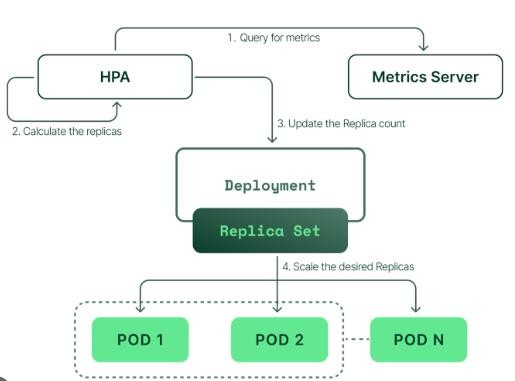 1. Query for metrics
HPA
Metrics Server
2. Calculate the replicas
3. Update the Replica count
Deployment
Replica Set
4. Scale the desired Replicas
POD 1
POD 2
POD N